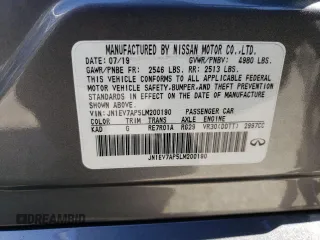 MANUFACTURED BY NISSAN MOTOR CO.,LTD.
DATE: 07/19 GVWR/PNBV: 4980 LBS.
GAWR/PNBE FR: 2546 LBS. RR: 2513 LBS.
THIS VEHICLE CONFORMS TO ALL APPLICABLE
FEDERAL MOTOR VEHICLE
SAFETY, BUMPER, AND THEFT PREVENTION
STANDARDS IN EFFECT ON THE DATE OF
MANUFACTURE SHOWN ABOVE.
VIN: JN1EV7AP5LM200180 PASSENGER CAR
COLOR TRIM TRANS AXLE ENGINE
KAD G RE7R01A R029 VR30(DDTT) 2997CC
JN1EV7AP5LM200180
INFINITI